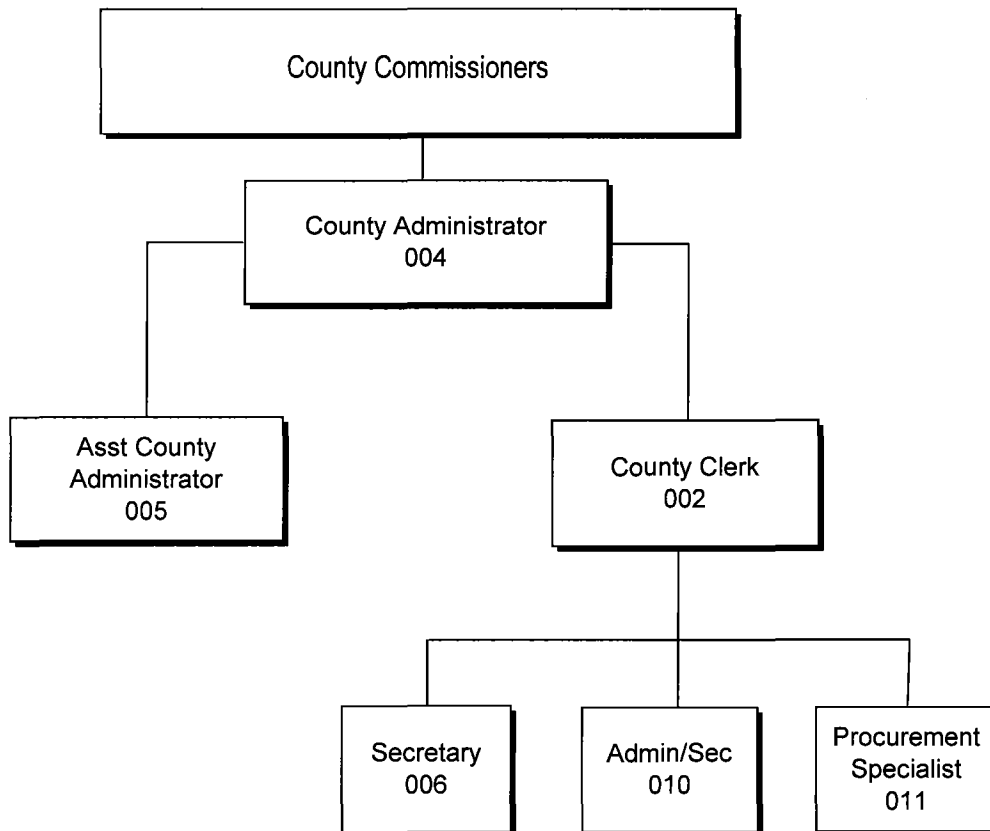 County Commissioners
County Administrator
004
Asst County
Administrator
005
County Clerk
002
Secretary
006
Admin/Sec
010
Procurement
Specialist
011